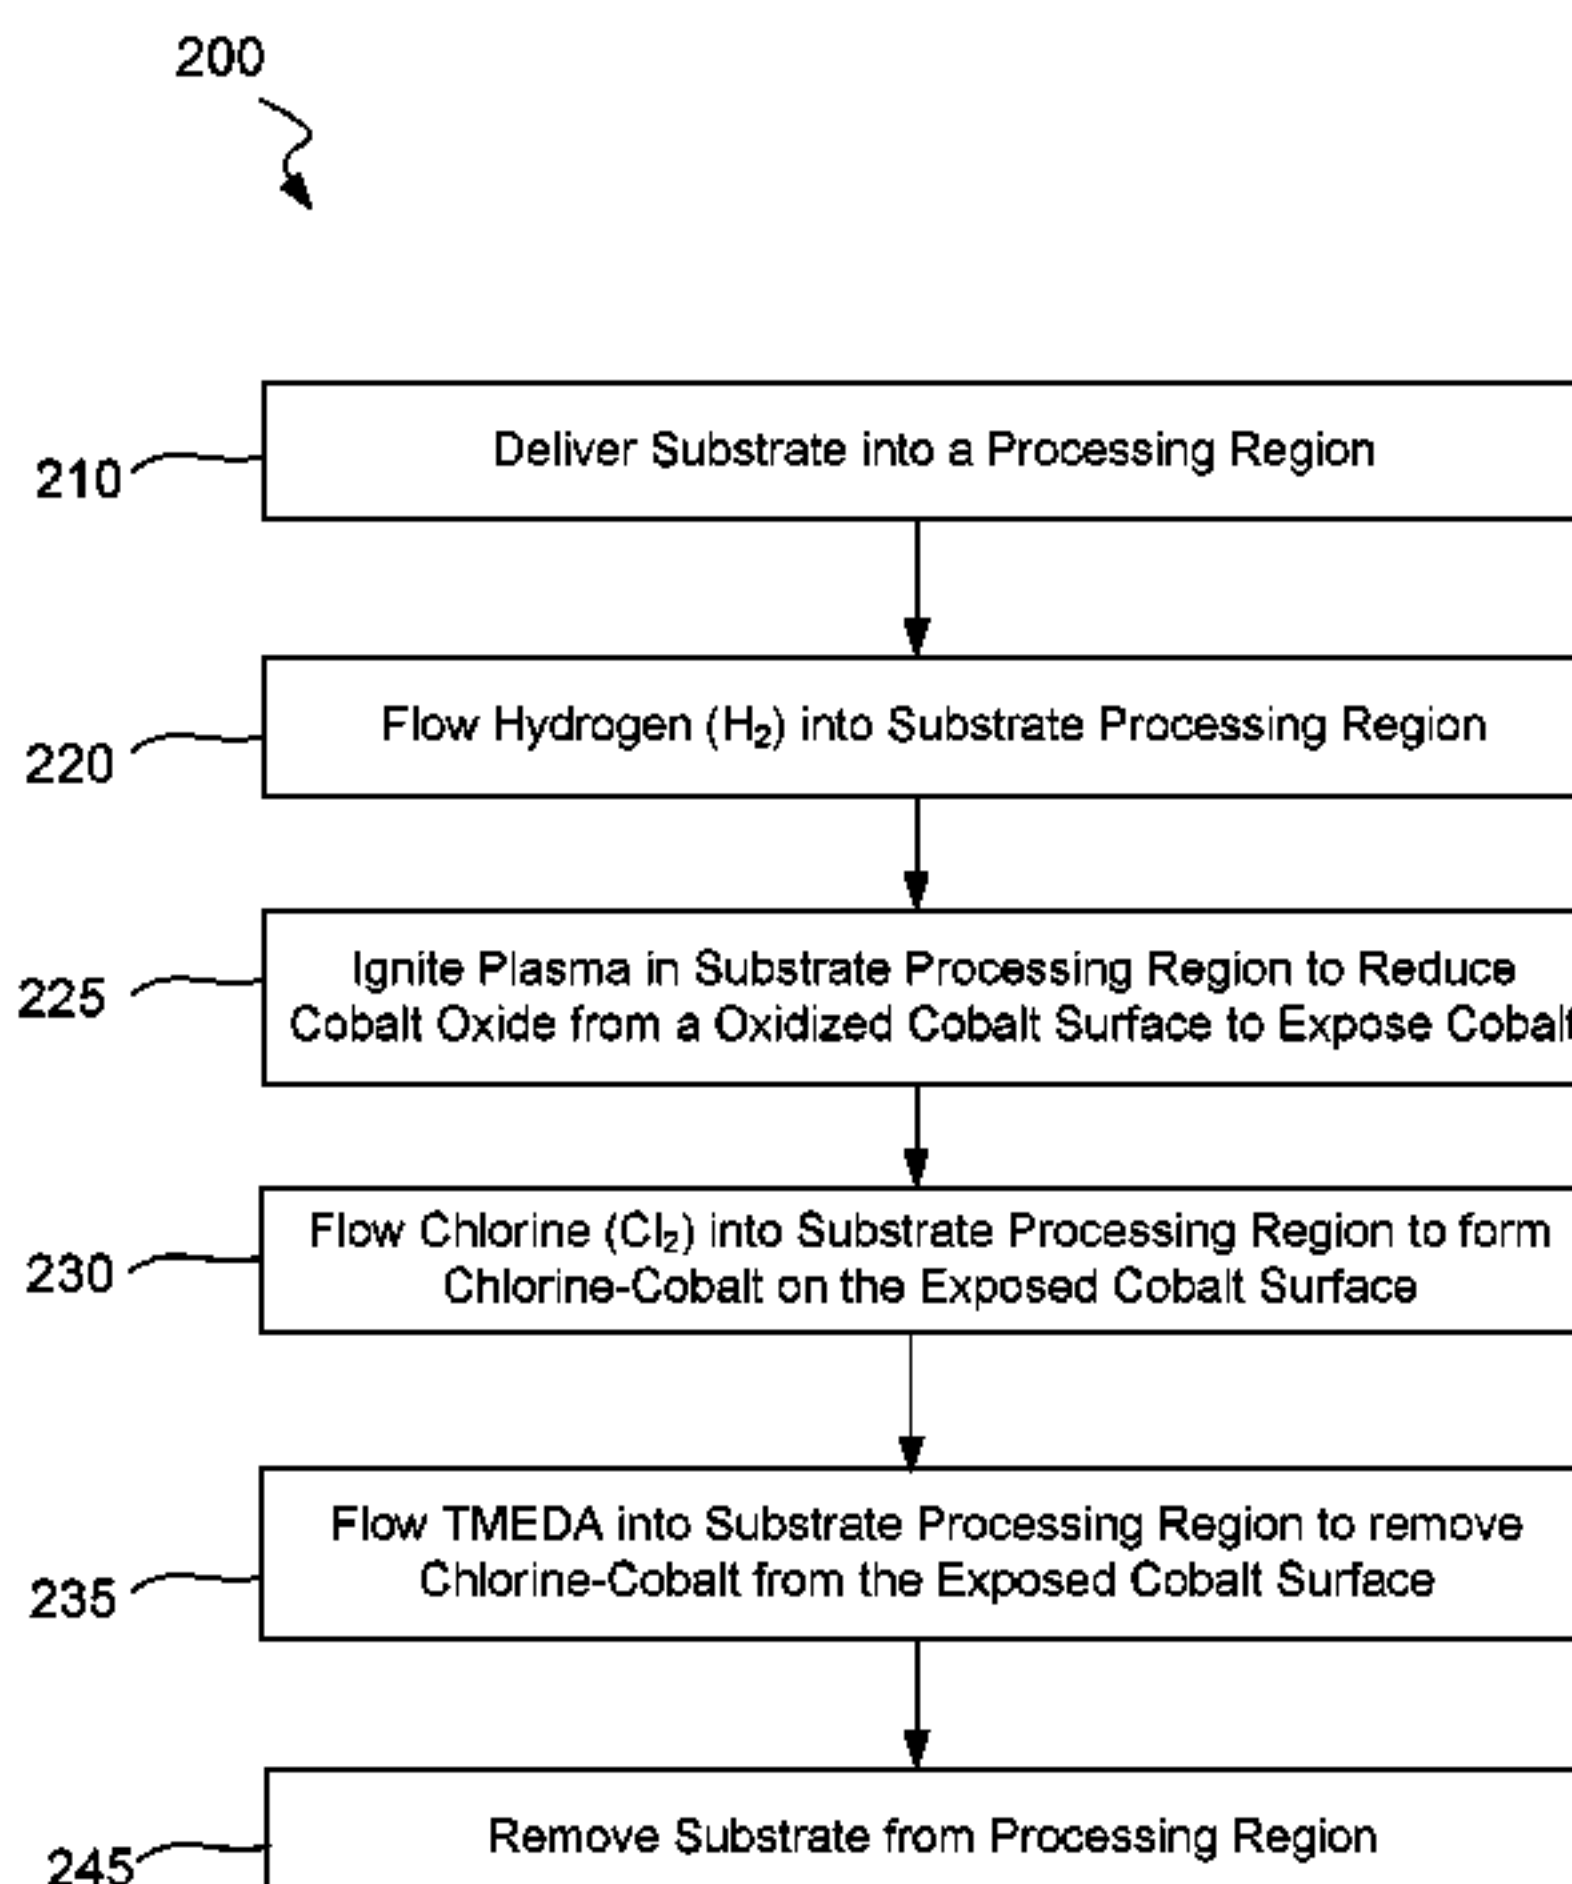 200
210
Deliver Substrate into a Processing Region
220
Flow Hydrogen (H₂) into Substrate Processing Region
225
Ignite Plasma in Substrate Processing Region to Reduce
Cobalt Oxide from a Oxidized Cobalt Surface to Expose Cobalt
230
Flow Chlorine (Cl₂) into Substrate Processing Region to form
Chlorine-Cobalt on the Exposed Cobalt Surface
235
Flow TMEDA into Substrate Processing Region to remove
Chlorine-Cobalt from the Exposed Cobalt Surface
245
Remove Substrate from Processing Region